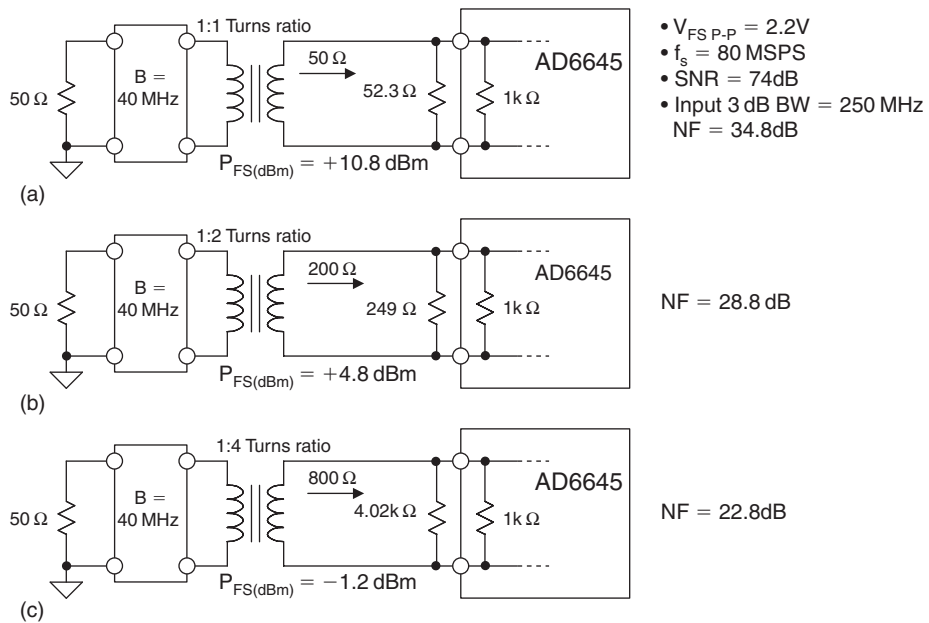 1:1 Turns ratio
50 Ω
B =
40 MHz
50 Ω
52.3 Ω
1k Ω
AD6645
P_FS(dBm) = +10.8 dBm
(a)
• V_FS P-P = 2.2V
• f_s = 80 MSPS
• SNR = 74dB
• Input 3 dB BW = 250 MHz
NF = 34.8dB
1:2 Turns ratio
50 Ω
B =
40 MHz
200 Ω
249 Ω
1k Ω
AD6645
P_FS(dBm) = +4.8 dBm
(b)
NF = 28.8 dB
1:4 Turns ratio
50 Ω
B =
40 MHz
800 Ω
4.02k Ω
1k Ω
AD6645
P_FS(dBm) = −1.2 dBm
(c)
NF = 22.8dB